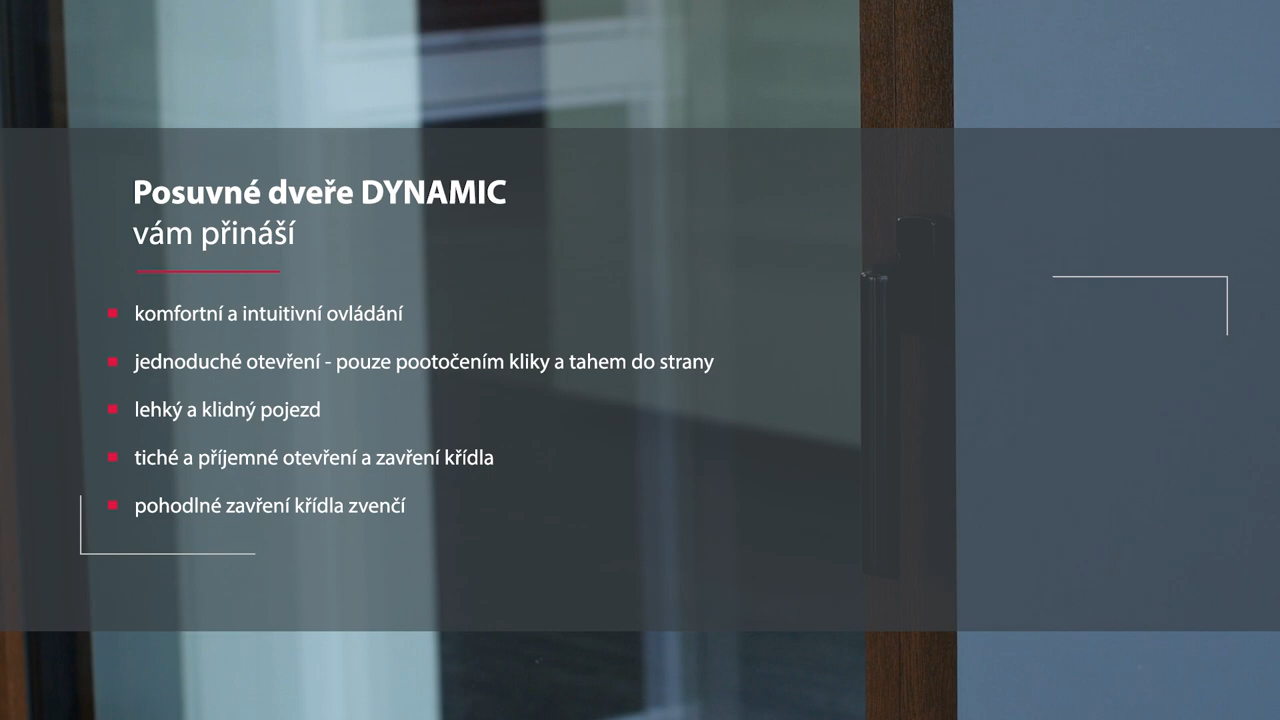 Posuvné dveře DYNAMIC
vám přináší
komfortní a intuitivní ovládání
jednoduché otevření - pouze pootočením kliky a tahem do strany
lehký a klidný pojezd
tiché a příjemné otevření a zavření křídla
pohodlné zavření křídla zvenčí